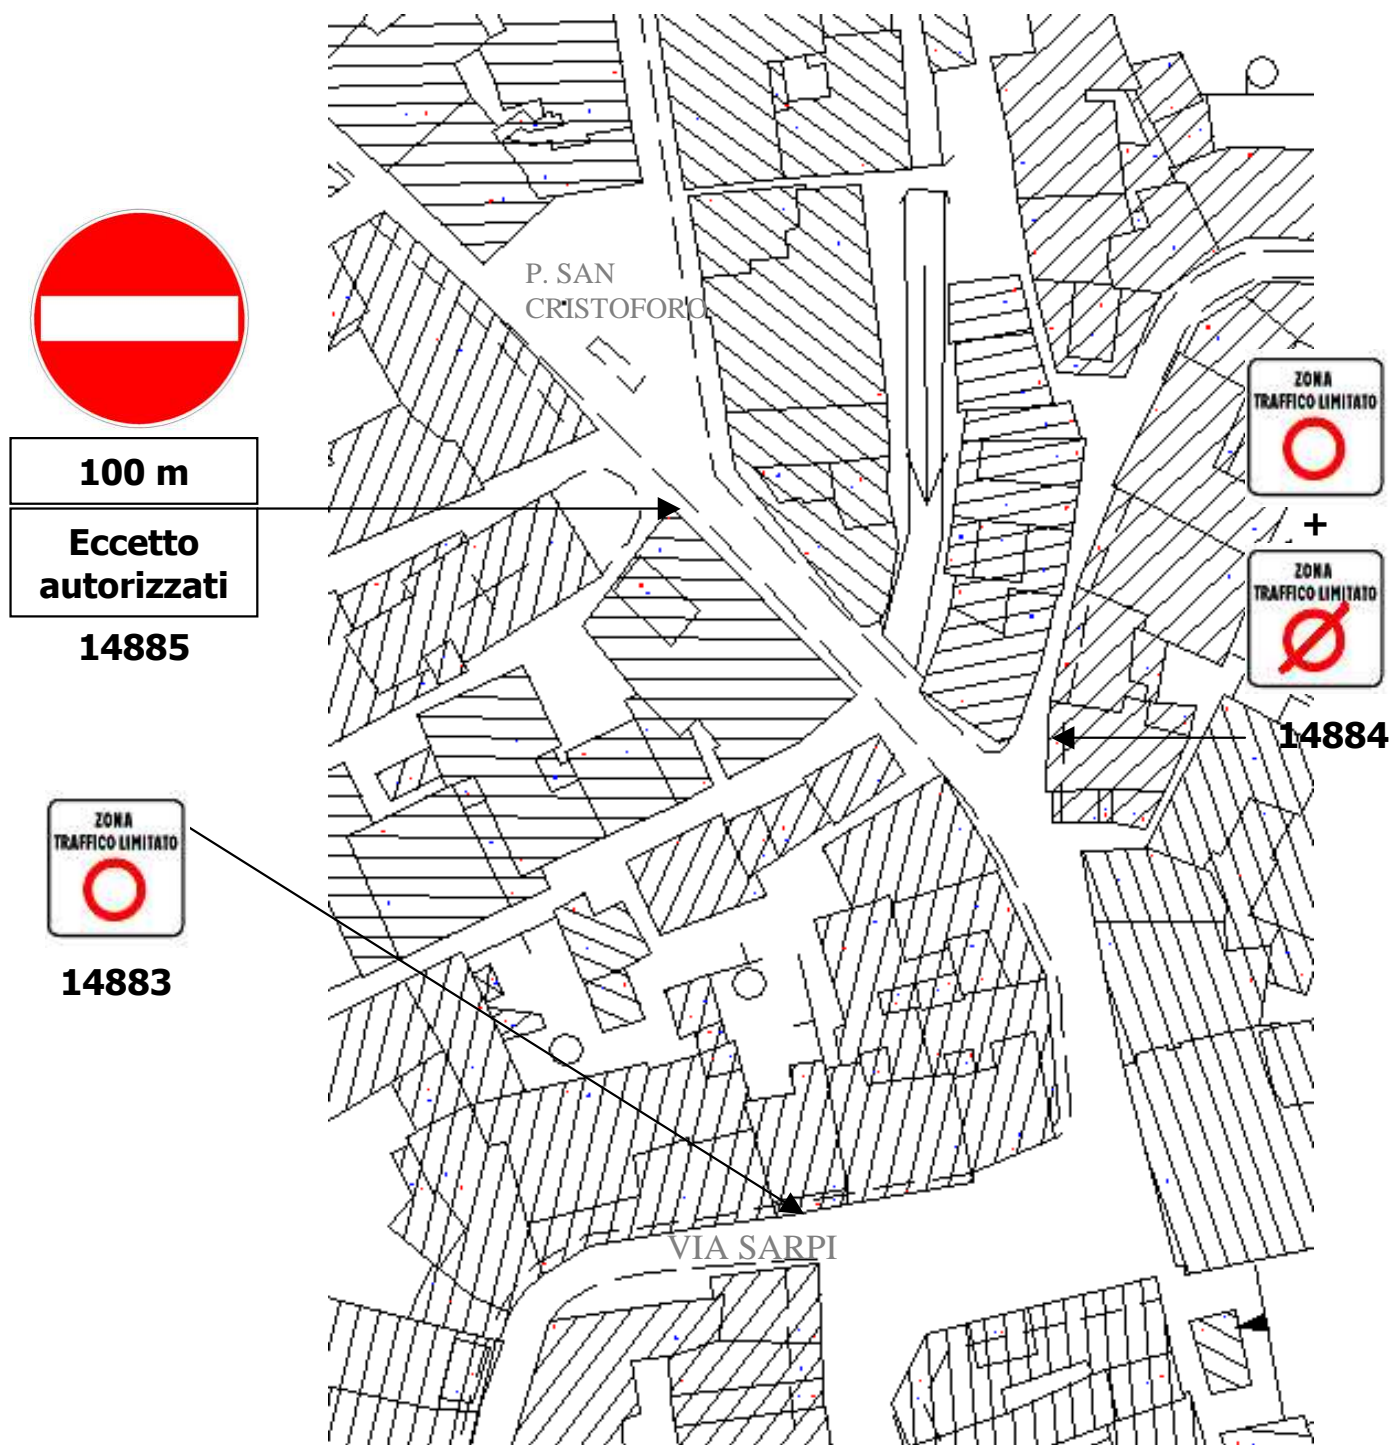 P. SAN
CRISTOFORO
100 m
Eccetto
autorizzati
14885
ZONA
TRAFFICO LIMITATO
+
ZONA
TRAFFICO LIMITATO
14884
ZONA
TRAFFICO LIMITATO
14883
VIA SARPI